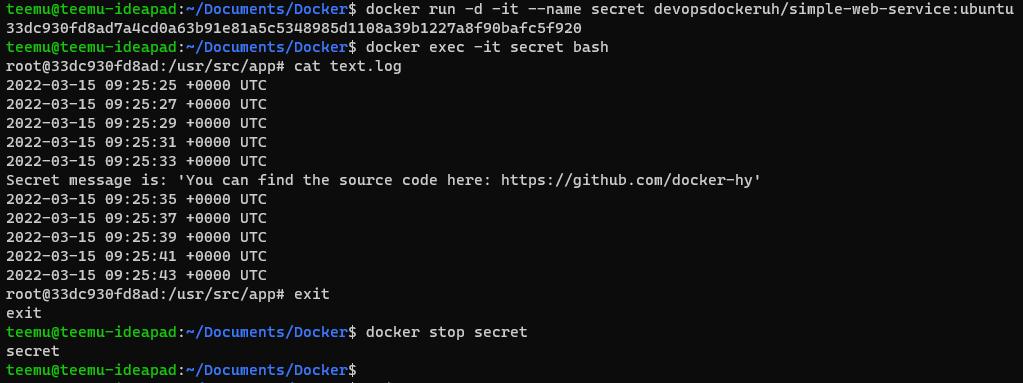 teemu@teemu-ideapad:~/Documents/Docker$ docker run -d -it --name secret devopsdockeruh/simple-web-service:ubuntu
33dc930fd8ad7a4cd0a63b91e81a5c5348985d1108a39b1227a8f90bafc5f920
teemu@teemu-ideapad:~/Documents/Docker$ docker exec -it secret bash
root@33dc930fd8ad:/usr/src/app# cat text.log
2022-03-15 09:25:25 +0000 UTC
2022-03-15 09:25:27 +0000 UTC
2022-03-15 09:25:29 +0000 UTC
2022-03-15 09:25:31 +0000 UTC
2022-03-15 09:25:33 +0000 UTC
Secret message is: 'You can find the source code here: https://github.com/docker-hy'
2022-03-15 09:25:35 +0000 UTC
2022-03-15 09:25:37 +0000 UTC
2022-03-15 09:25:39 +0000 UTC
2022-03-15 09:25:41 +0000 UTC
2022-03-15 09:25:43 +0000 UTC
root@33dc930fd8ad:/usr/src/app# exit
exit
teemu@teemu-ideapad:~/Documents/Docker$ docker stop secret
secret
teemu@teemu-ideapad:~/Documents/Docker$